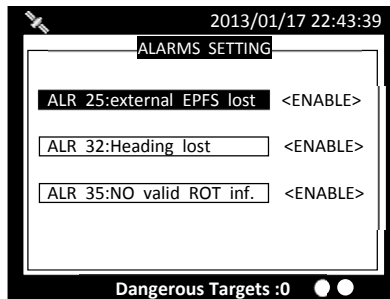 2013/01/17 22:43:39
ALARMS SETTING
ALR 25:external EPFS lost <ENABLE>
ALR 32:Heading lost <ENABLE>
ALR 35:NO valid ROT inf. <ENABLE>
Dangerous Targets :0